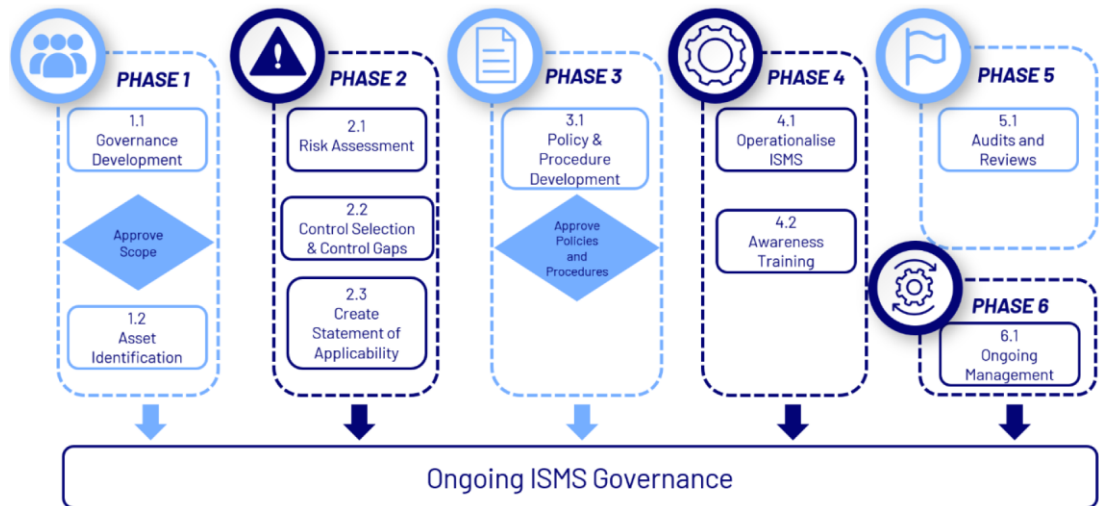 PHASE 1
1.1
Governance
Development
Approve
Scope
1.2
Asset
Identification
PHASE 2
2.1
Risk Assessment
2.2
Control Selection
& Control Gaps
2.3
Create
Statement of
Applicability
PHASE 3
3.1
Policy &
Procedure
Development
Approve
Policies
and
Procedures
PHASE 4
4.1
Operationalise
ISMS
4.2
Awareness
Training
PHASE 5
5.1
Audits and
Reviews
PHASE 6
6.1
Ongoing
Management
Ongoing ISMS Governance